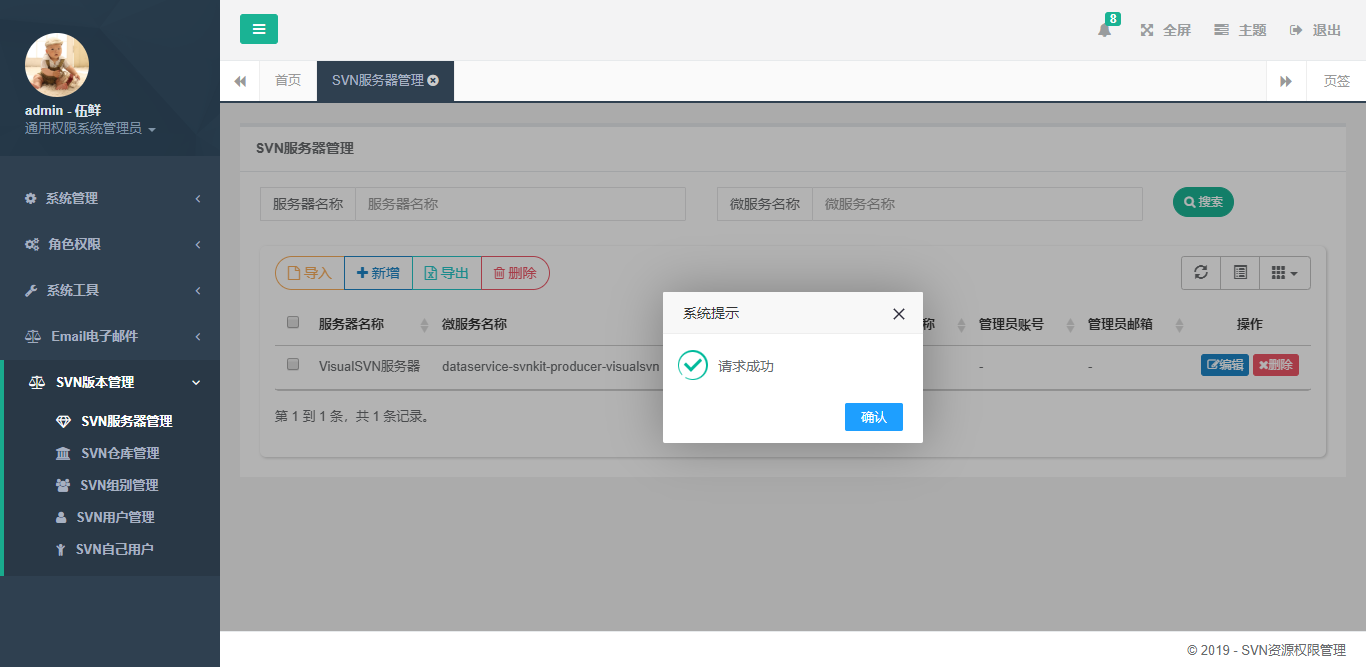 admin - 伍鲜
通用权限系统管理员
系统管理
角色权限
系统工具
Email电子邮件
SVN版本管理
SVN服务器管理
SVN仓库管理
SVN组别管理
SVN用户管理
SVN自己用户
8
全屏 主题 退出
首页 SVN服务器管理 页签
SVN服务器管理
服务器名称 服务器名称 微服务名称 微服务名称 搜索
导入 新增 导出 删除
服务器名称 微服务名称 称 管理员账号 管理员邮箱 操作
VisualSVN服务器 dataservice-svnkit-producer-visualsvn - - 编辑 删除
第 1 到 1 条，共 1 条记录。
系统提示
请求成功
确认
© 2019 - SVN资源权限管理